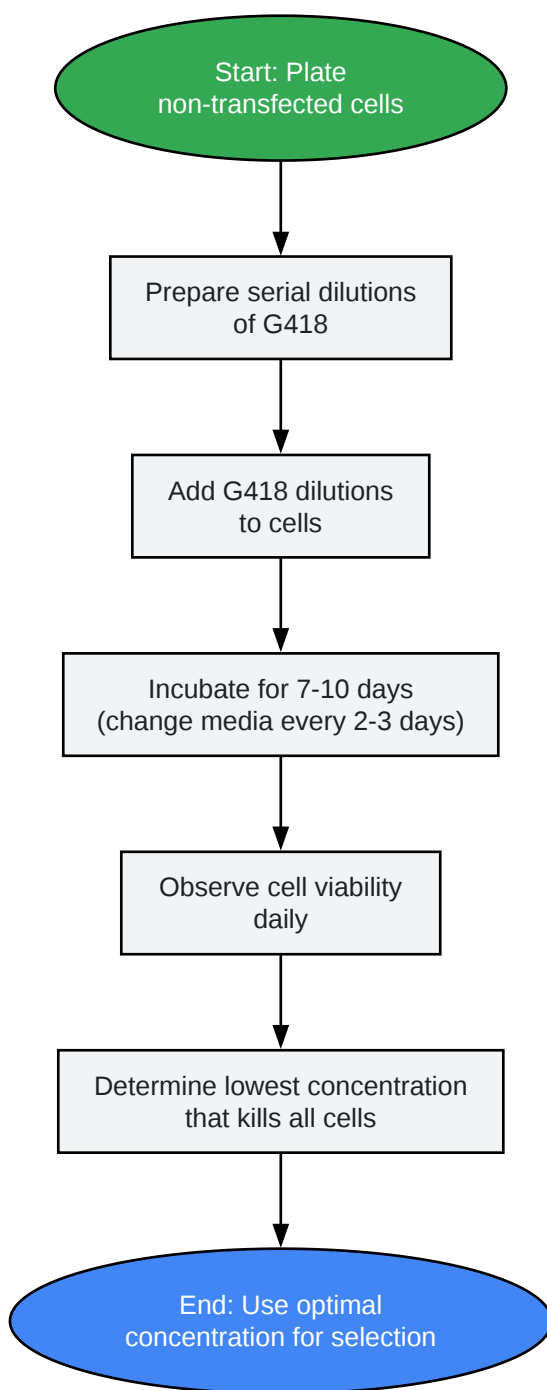 Start: Plate
non-transfected cells
Prepare serial dilutions
of G418
Add G418 dilutions
to cells
Incubate for 7-10 days
(change media every 2-3 days)
Observe cell viability
daily
Determine lowest concentration
that kills all cells
End: Use optimal
concentration for selection